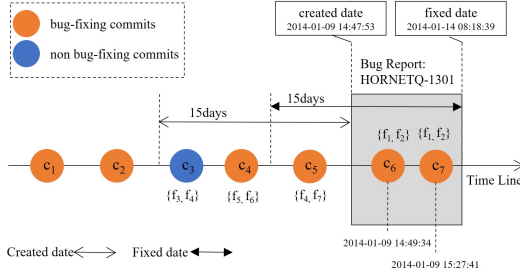 bug-fixing commits
non bug-fixing commits
created date
2014-01-09 14:47:53
fixed date
2014-01-14 08:18:39
Bug Report:
HORNETQ-1301
15days
15days
c1
c2
c3
c4
c5
c6
c7
{f1, f2}
{f1, f2}
{f3, f4}
{f5, f6}
{f4, f7}
Time Line
2014-01-09 14:49:34
2014-01-09 15:27:41
Created date
Fixed date